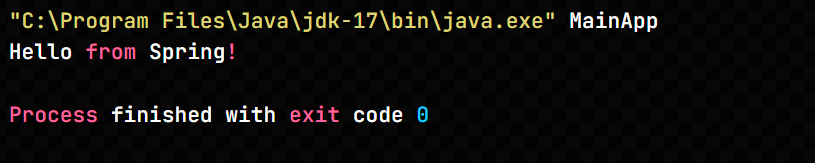 "C:\Program Files\Java\jdk-17\bin\java.exe" MainApp
Hello from Spring!
Process finished with exit code 0